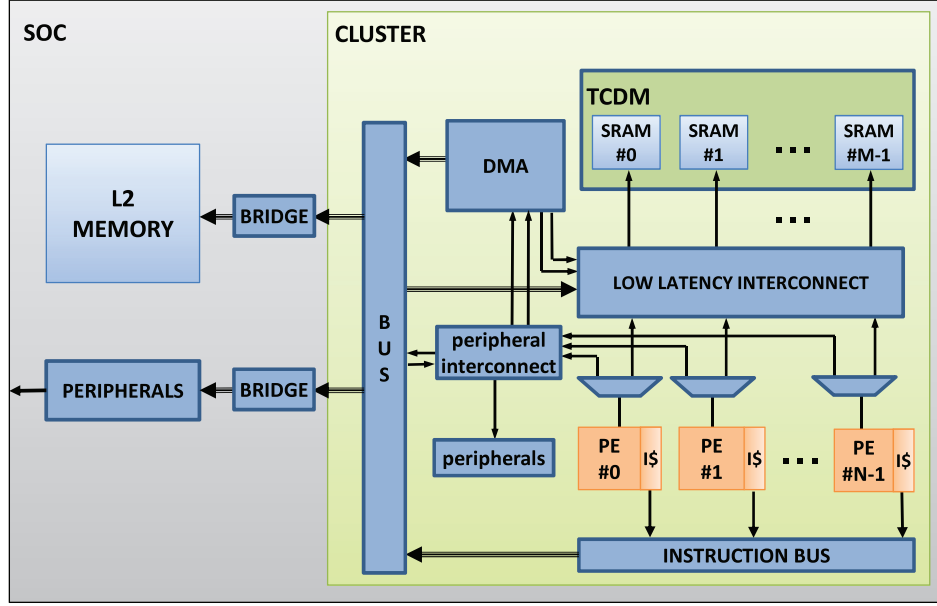 SOC
CLUSTER
TCDM
SRAM
#0
SRAM
#1
SRAM
#M-1
DMA
L2
MEMORY
BRIDGE
LOW LATENCY INTERCONNECT
B
U
S
peripheral
interconnect
PERIPHERALS
BRIDGE
peripherals
PE
#0
I$
PE
#1
I$
PE
#N-1
I$
INSTRUCTION BUS